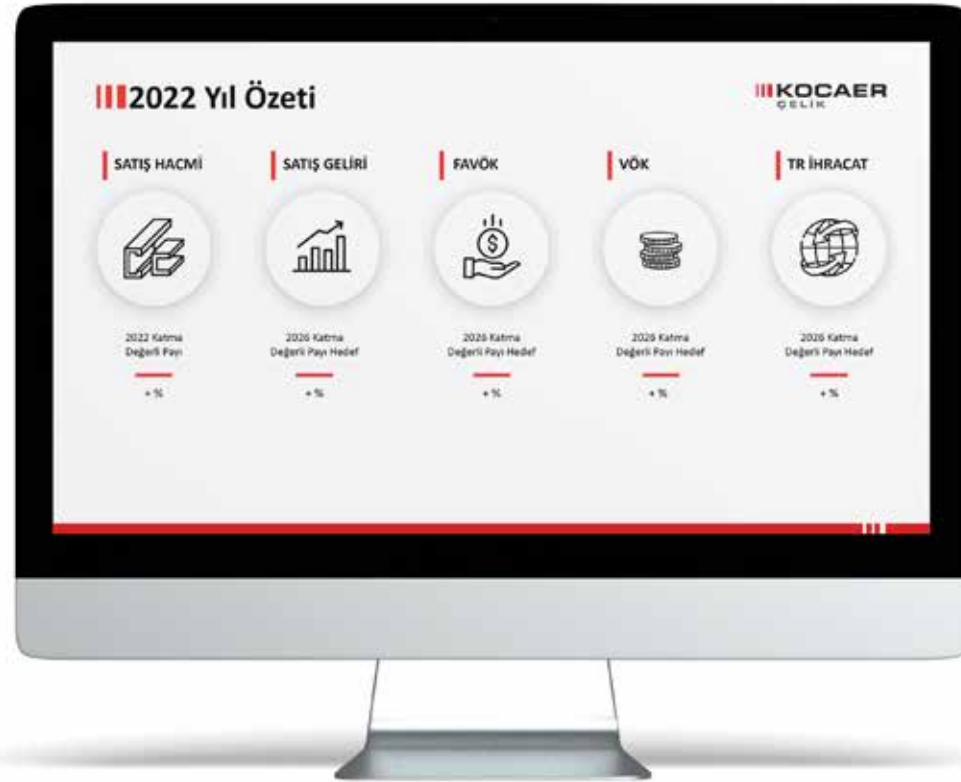 2022 Yıl Özeti
KOCAER
ÇELİK
SATIŞ HACMİ
SATIŞ GELİRİ
FAVÖK
VÖK
TR İHRACAT
$
2022 Katma
Değerli Payı
+ %
2026 Katma
Değerli Payı Hedef
+ %
2026 Katma
Değerli Payı Hedef
+ %
2026 Katma
Değerli Payı Hedef
+ %
2026 Katma
Değerli Payı Hedef
+ %